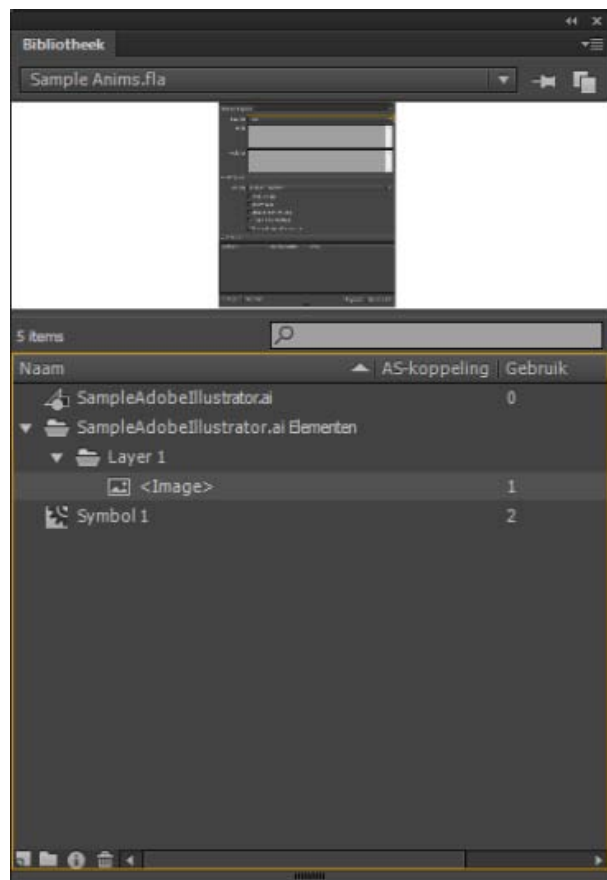 Bibliotheek
Sample Anims.fla
5 items
Naam AS-koppeling Gebruik
SampleAdobeIllustrator.ai 0
SampleAdobeIllustrator.ai Elementen
Layer 1
<Image> 1
Symbol 1 2